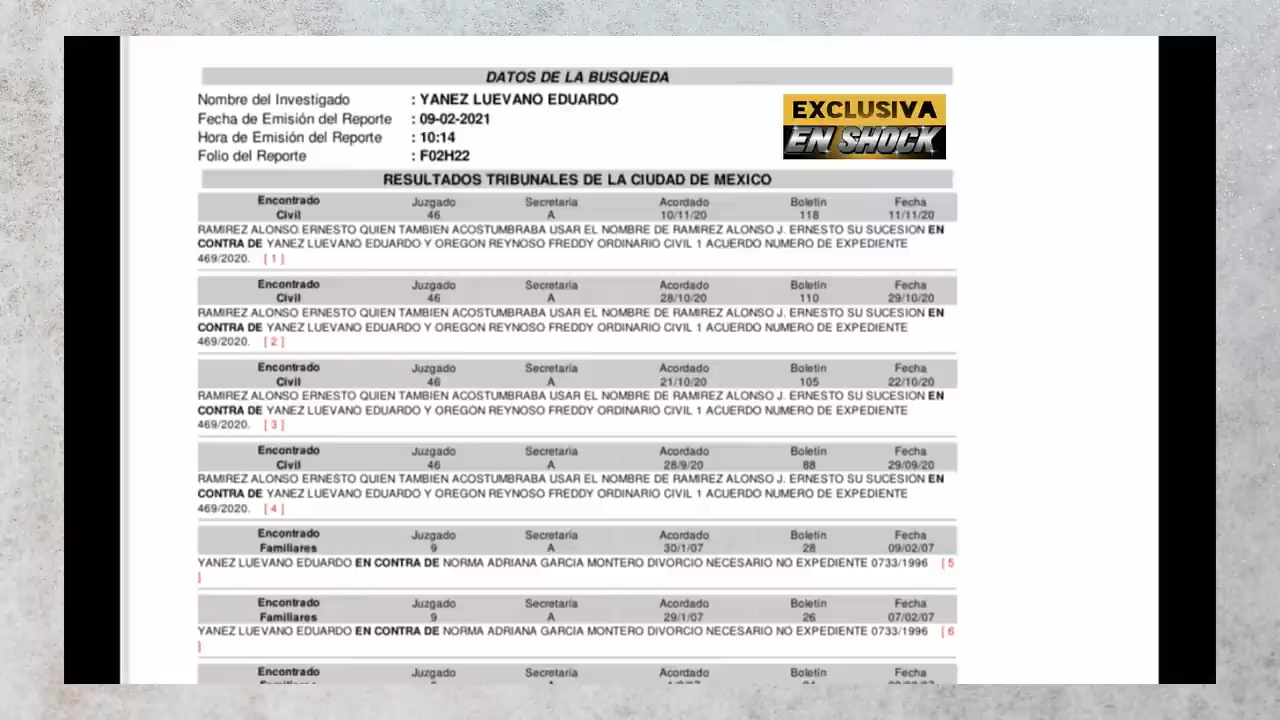 DATOS DE LA BUSQUEDA
Nombre del Investigado : YANEZ LUEVANO EDUARDO
Fecha de Emisión del Reporte : 09-02-2021
Hora de Emisión del Reporte : 10:14
Folio del Reporte : F02H22
EXCLUSIVA
EN SHOCK
RESULTADOS TRIBUNALES DE LA CIUDAD DE MEXICO
Encontrado Juzgado Secretaría Acordado Boletín Fecha
Civil 46 A 10/11/20 118 11/11/20
RAMIREZ ALONSO ERNESTO QUIEN TAMBIEN ACOSTUMBRABA USAR EL NOMBRE DE RAMIREZ ALONSO J. ERNESTO SU SUCESION EN
CONTRA DE YANEZ LUEVANO EDUARDO Y OREGON REYNOSO FREDDY ORDINARIO CIVIL 1 ACUERDO NUMERO DE EXPEDIENTE
469/2020. [ 1 ]
Encontrado Juzgado Secretaría Acordado Boletín Fecha
Civil 46 A 28/10/20 110 29/10/20
RAMIREZ ALONSO ERNESTO QUIEN TAMBIEN ACOSTUMBRABA USAR EL NOMBRE DE RAMIREZ ALONSO J. ERNESTO SU SUCESION EN
CONTRA DE YANEZ LUEVANO EDUARDO Y OREGON REYNOSO FREDDY ORDINARIO CIVIL 1 ACUERDO NUMERO DE EXPEDIENTE
469/2020. [ 2 ]
Encontrado Juzgado Secretaría Acordado Boletín Fecha
Civil 46 A 21/10/20 105 22/10/20
RAMIREZ ALONSO ERNESTO QUIEN TAMBIEN ACOSTUMBRABA USAR EL NOMBRE DE RAMIREZ ALONSO J. ERNESTO SU SUCESION EN
CONTRA DE YANEZ LUEVANO EDUARDO Y OREGON REYNOSO FREDDY ORDINARIO CIVIL 1 ACUERDO NUMERO DE EXPEDIENTE
469/2020. [ 3 ]
Encontrado Juzgado Secretaría Acordado Boletín Fecha
Civil 46 A 28/9/20 88 29/09/20
RAMIREZ ALONSO ERNESTO QUIEN TAMBIEN ACOSTUMBRABA USAR EL NOMBRE DE RAMIREZ ALONSO J. ERNESTO SU SUCESION EN
CONTRA DE YANEZ LUEVANO EDUARDO Y OREGON REYNOSO FREDDY ORDINARIO CIVIL 1 ACUERDO NUMERO DE EXPEDIENTE
469/2020. [ 4 ]
Encontrado Juzgado Secretaría Acordado Boletín Fecha
Familiares 9 A 30/1/07 28 09/02/07
YANEZ LUEVANO EDUARDO EN CONTRA DE NORMA ADRIANA GARCIA MONTERO DIVORCIO NECESARIO NO EXPEDIENTE 0733/1996 [ 5
]
Encontrado Juzgado Secretaría Acordado Boletín Fecha
Familiares 9 A 29/1/07 26 07/02/07
YANEZ LUEVANO EDUARDO EN CONTRA DE NORMA ADRIANA GARCIA MONTERO DIVORCIO NECESARIO NO EXPEDIENTE 0733/1996 [ 6
]
Encontrado Juzgado Secretaría Acordado Boletín Fecha